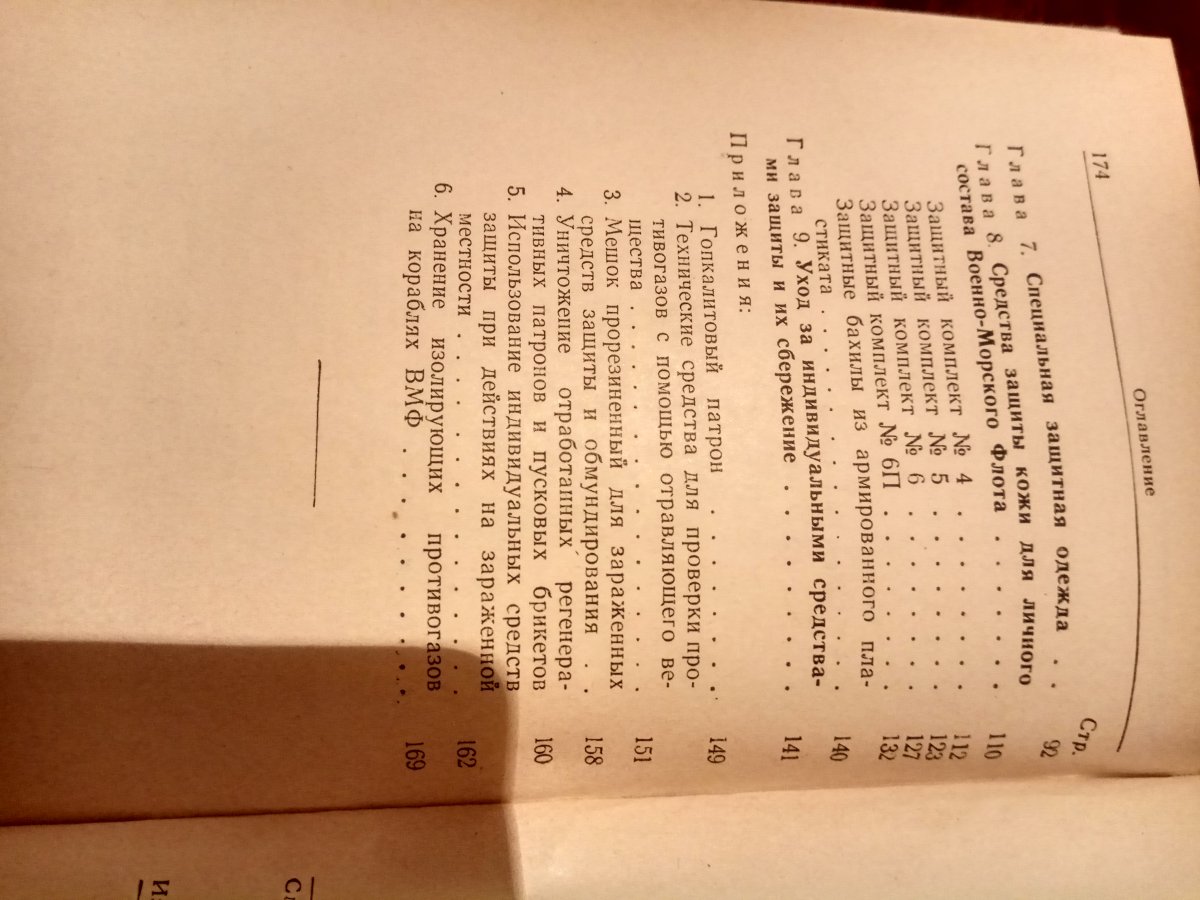 174
Оглавление
Стр.
Глава 7. Специальная защитная одежда . . 92
Глава 8. Средства защиты кожи для личного
состава Военно-Морского Флота . . . . . . 110
Защитный комплект № 4 . . . . . . . 112
Защитный комплект № 5 . . . . . . . 123
Защитный комплект № 6 . . . . . . . 127
Защитный комплект № 6П . . . . . . 132
Защитные бахилы из армированного пла-
стиката . . . . . . . . . . . . . 140
Глава 9. Уход за индивидуальными средства-
ми защиты и их сбережение . . . . . . . 141
Приложения:
1. Гопкалитовый патрон . . . . . . . 149
2. Технические средства для проверки про-
тивогазов с помощью отравляющего ве-
щества . . . . . . . . . . . . . 151
3. Мешок прорезиненный для зараженных
средств защиты и обмундирования . . 158
4. Уничтожение отработанных регенера-
тивных патронов и пусковых брикетов 160
5. Использование индивидуальных средств
защиты при действиях на зараженной
местности . . . . . . . . . . . . 162
6. Хранение изолирующих противогазов
на кораблях ВМФ . . . . . . . . . 169